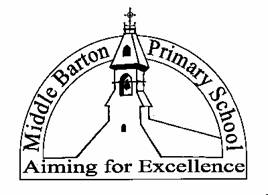 Middle Barton Primary School
Aiming for Excellence